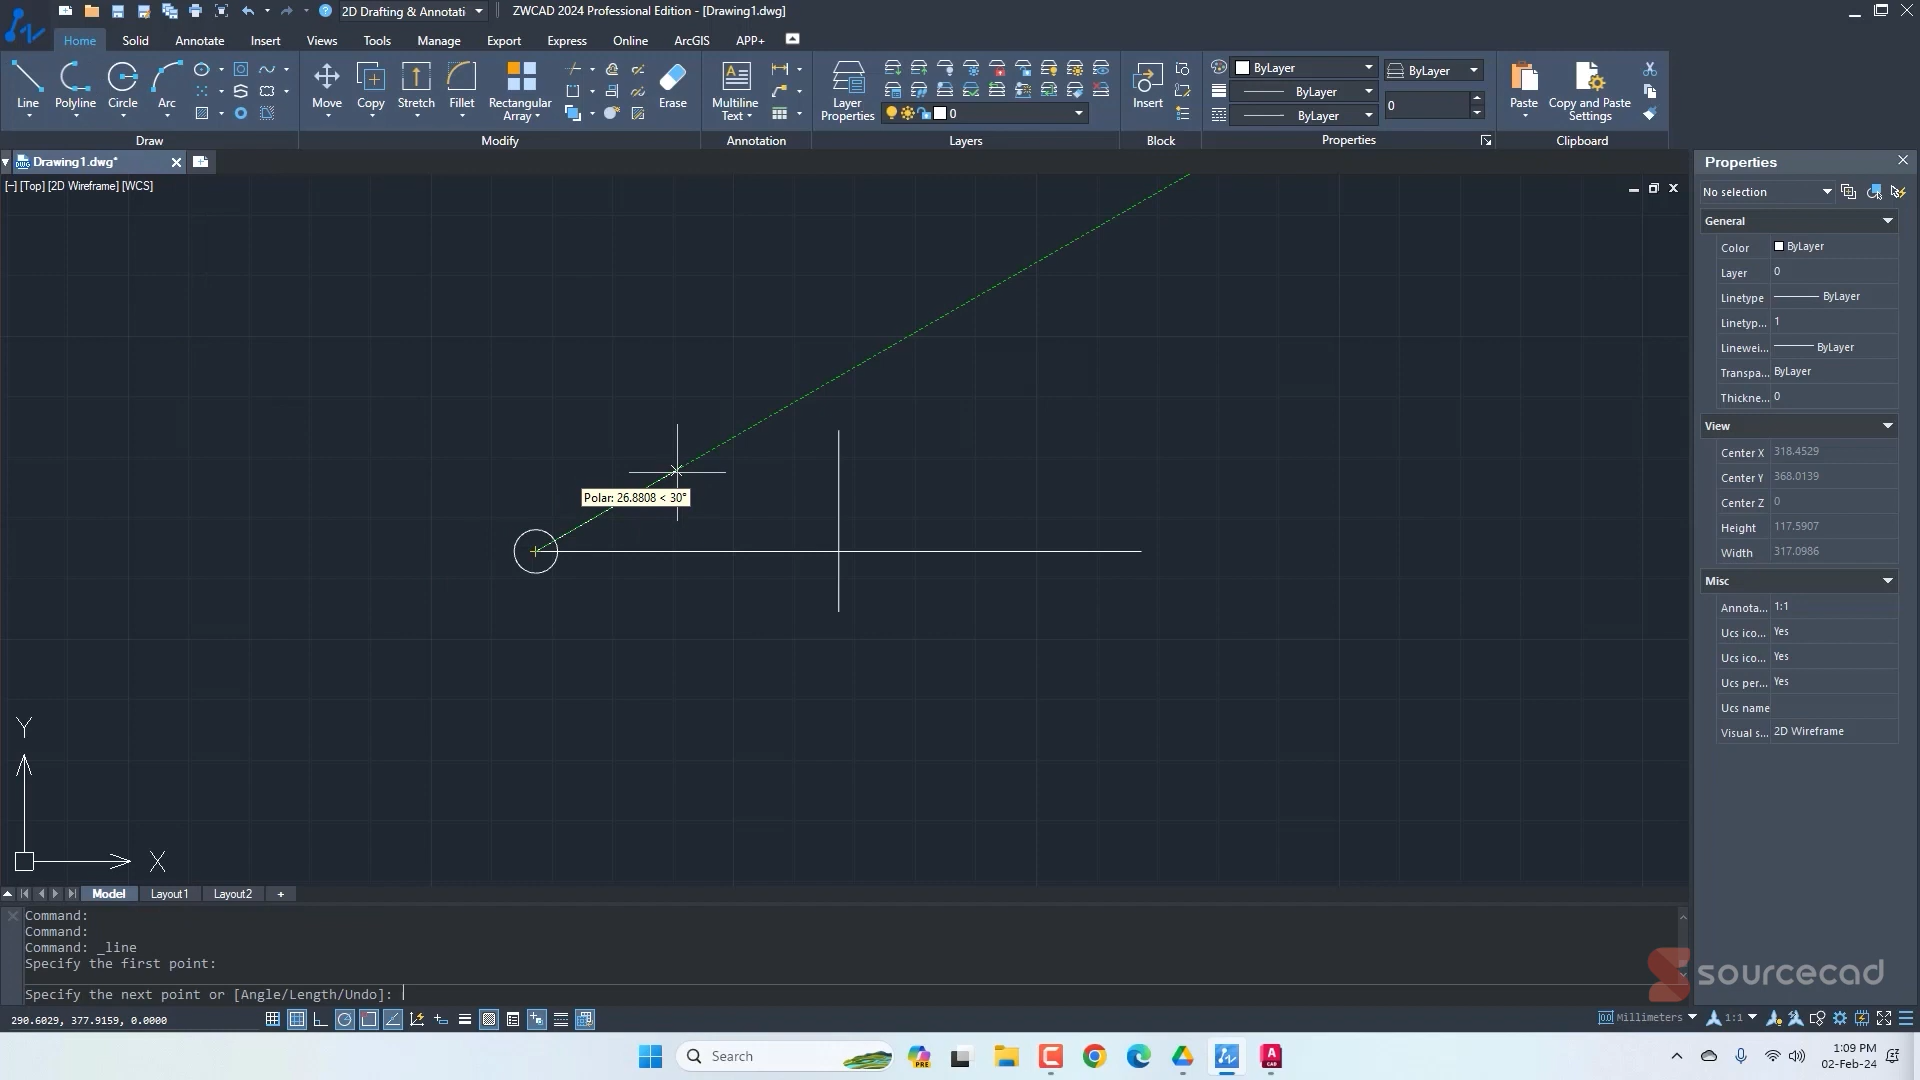 2D Drafting & Annotati
ZWCAD 2024 Professional Edition - [Drawing1.dwg]
Home Solid Annotate Insert Views Tools Manage Export Express Online ArcGIS APP+
Line Polyline Circle Arc
Move Copy Stretch Fillet Rectangular Array Erase
Multiline Text
Layer Properties
0
Insert
ByLayer
ByLayer
ByLayer
ByLayer
0
Paste
Copy and Paste Settings
Draw Modify Annotation Layers Block Properties Clipboard
Drawing1.dwg*
[−] [Top] [2D Wireframe] [WCS]
Polar: 26.8808 < 30°
Y
X
Properties
No selection
General
Color ByLayer
Layer 0
Linetype ByLayer
Linetyp... 1
Linewei... ByLayer
Transpa... ByLayer
Thickne... 0
View
Center X 318.4529
Center Y 368.0139
Center Z 0
Height 117.5907
Width 317.0986
Misc
Annota... 1:1
Ucs ico... Yes
Ucs ico... Yes
Ucs per... Yes
Ucs name
Visual s... 2D Wireframe
Model Layout1 Layout2 +
Command:
Command:
Command: _line
Specify the first point:
Specify the next point or [Angle/Length/Undo]:
sourcecad
290.6029, 377.9159, 0.0000
Millimeters 1:1
Search
PRE
1:09 PM
02-Feb-24